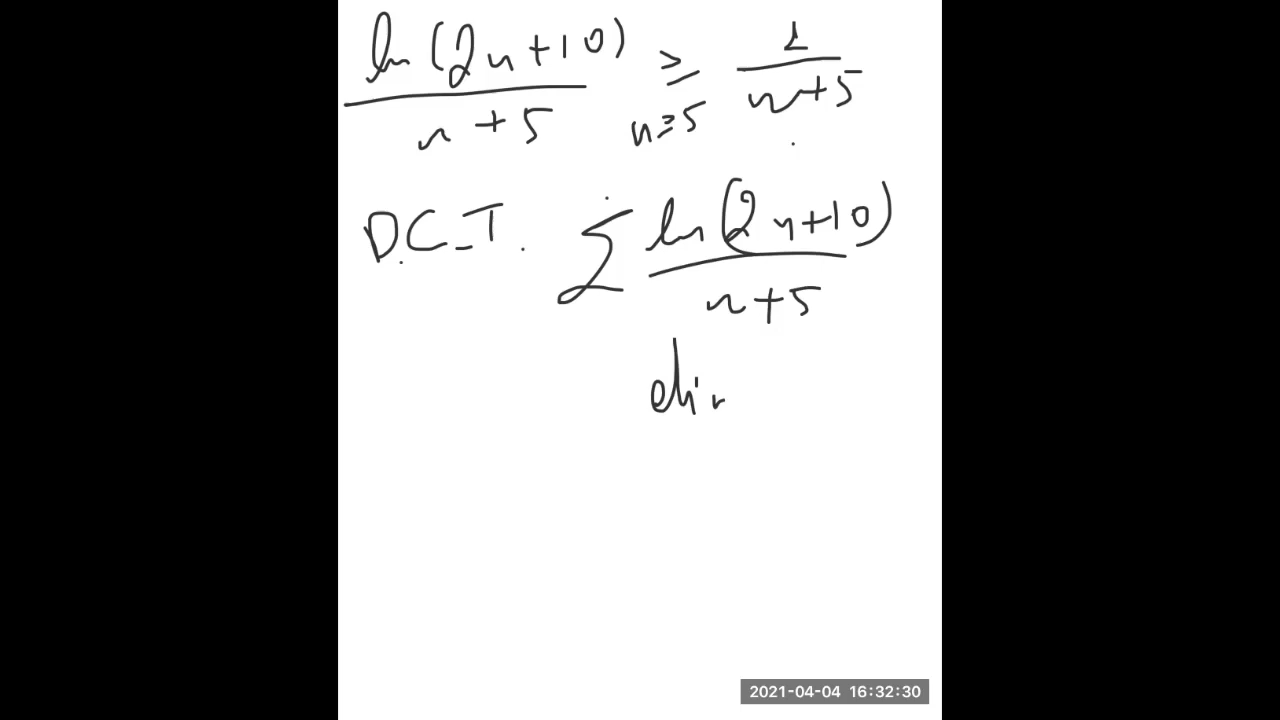 ln(2n+10)/(n+5) ≥ 1/(n+5)
n≥5
D.C.T. ∑ ln(2n+10)/(n+5)
div
2021-04-04 16:32:30